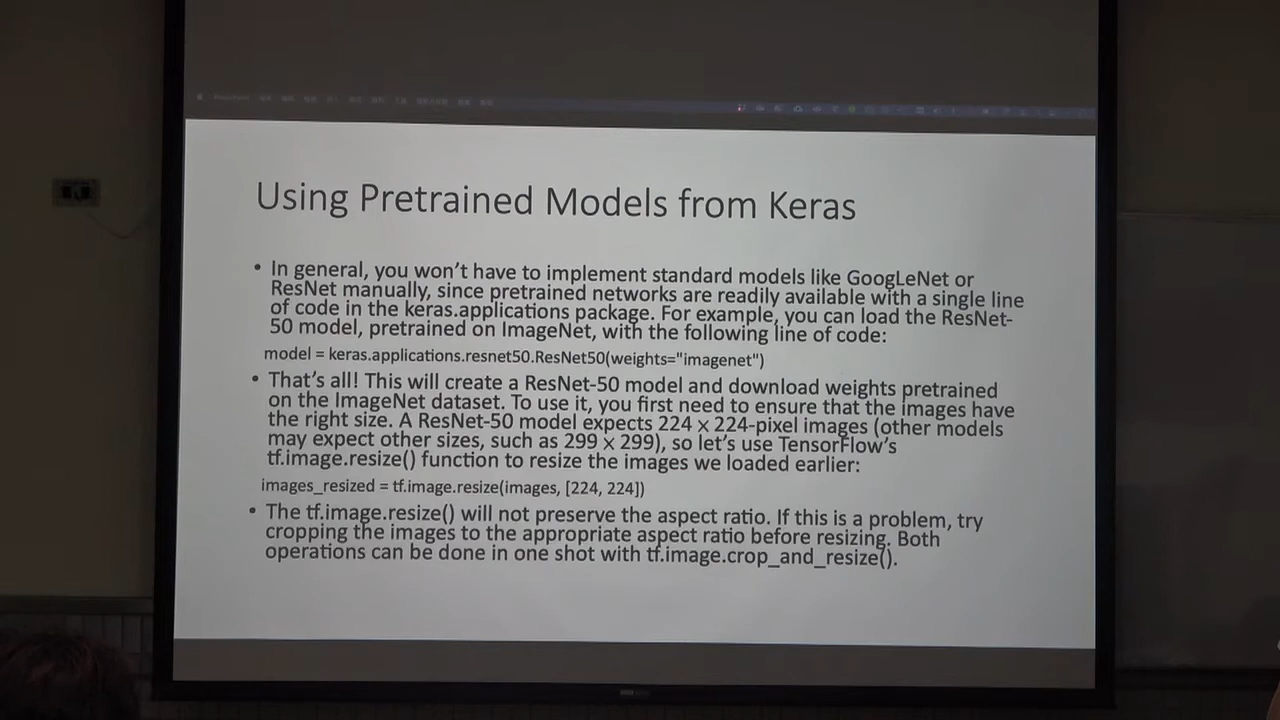 Using Pretrained Models from Keras
• In general, you won't have to implement standard models like GoogLeNet or
ResNet manually, since pretrained networks are readily available with a single line
of code in the keras.applications package. For example, you can load the ResNet-
50 model, pretrained on ImageNet, with the following line of code:
model = keras.applications.resnet50.ResNet50(weights="imagenet")
• That's all! This will create a ResNet-50 model and download weights pretrained
on the ImageNet dataset. To use it, you first need to ensure that the images have
the right size. A ResNet-50 model expects 224 x 224-pixel images (other models
may expect other sizes, such as 299 x 299), so let's use TensorFlow's
tf.image.resize() function to resize the images we loaded earlier:
images_resized = tf.image.resize(images, [224, 224])
• The tf.image.resize() will not preserve the aspect ratio. If this is a problem, try
cropping the images to the appropriate aspect ratio before resizing. Both
operations can be done in one shot with tf.image.crop_and_resize().